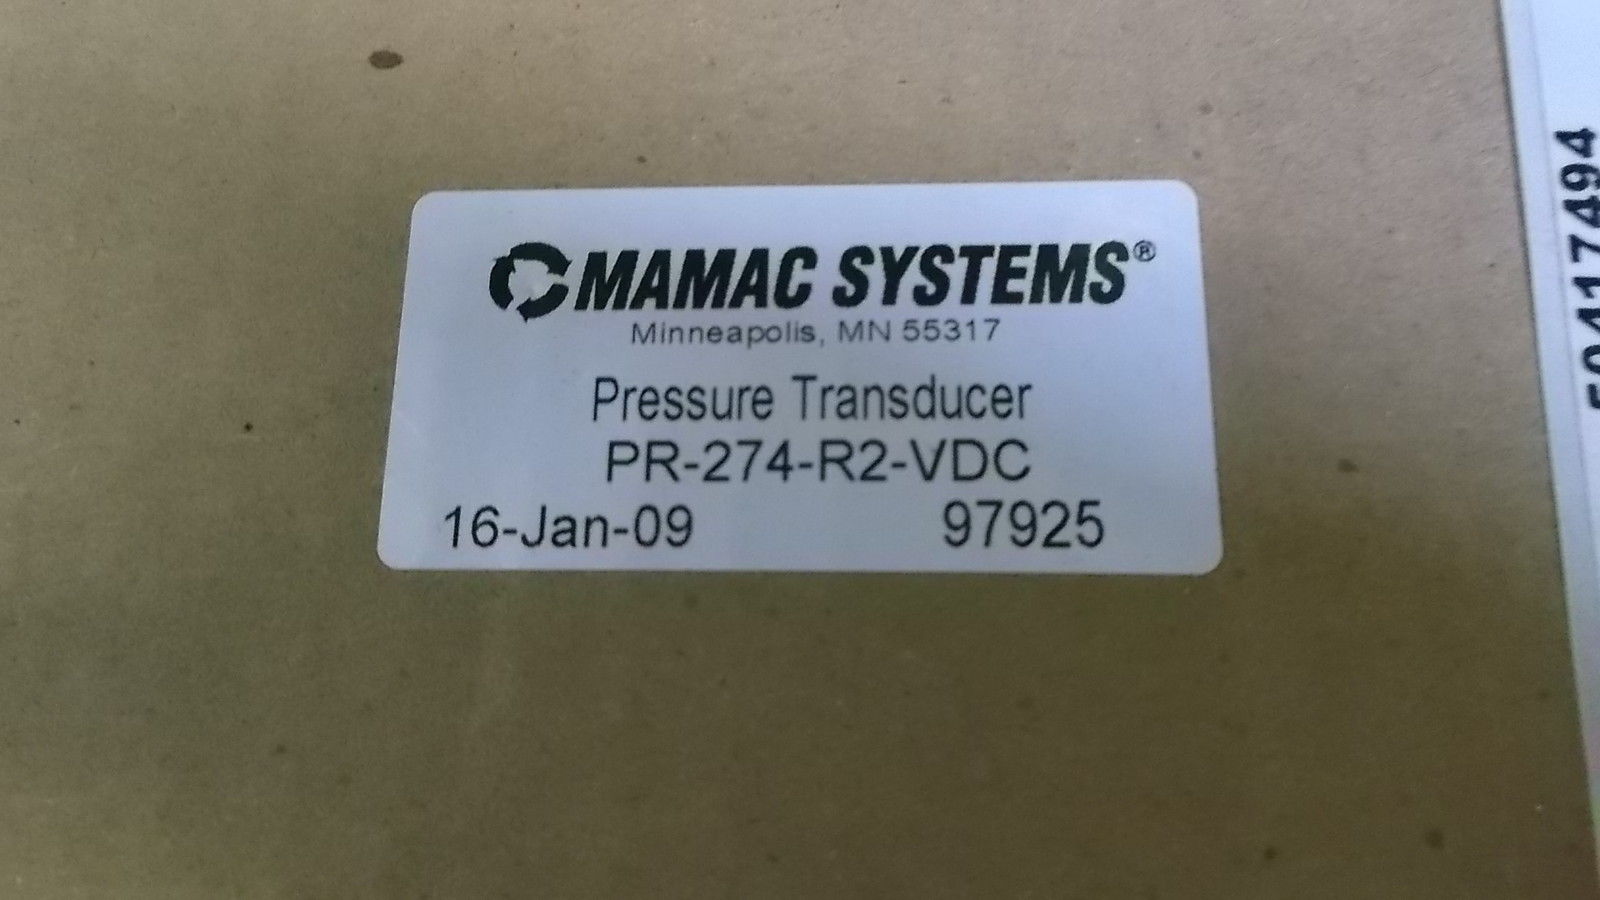 MAMAC SYSTEMS®
Minneapolis, MN 55317
Pressure Transducer
PR-274-R2-VDC
16-Jan-09 97925